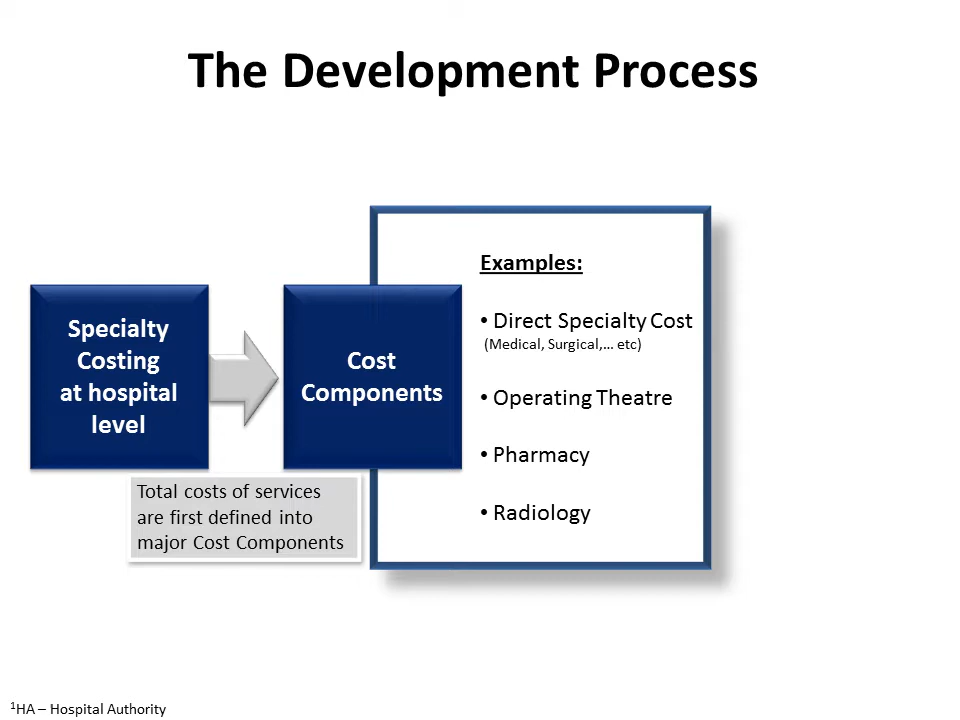 The Development Process
Specialty
Costing
at hospital
level
Cost
Components
Total costs of services
are first defined into
major Cost Components
Examples:
• Direct Specialty Cost
(Medical, Surgical,... etc)
• Operating Theatre
• Pharmacy
• Radiology
1HA – Hospital Authority